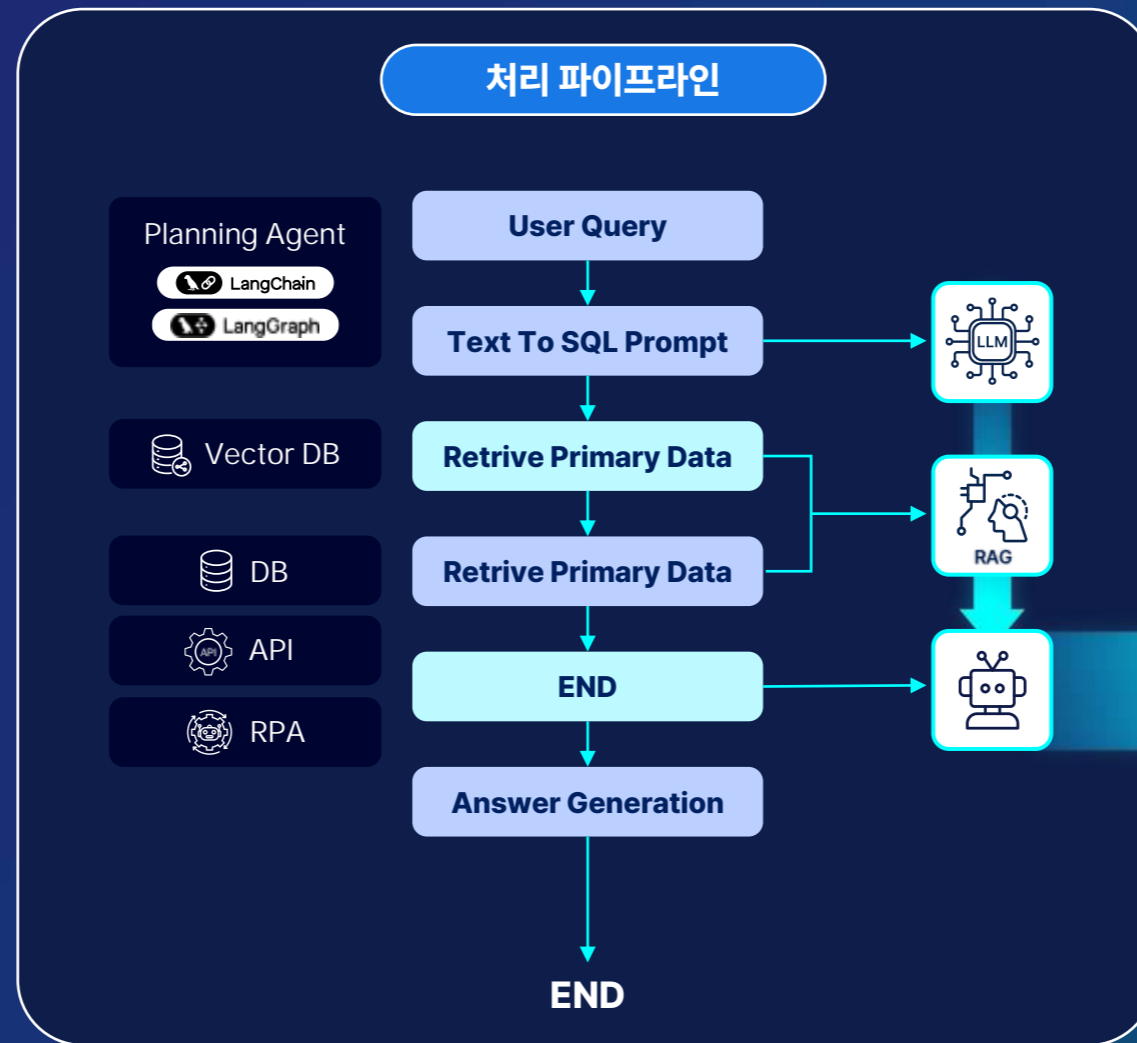 처리 파이프라인
Planning Agent
LangChain
LangGraph
Vector DB
DB
API
API
RPA
User Query
Text To SQL Prompt
Retrive Primary Data
Retrive Primary Data
END
Answer Generation
END
LLM
RAG